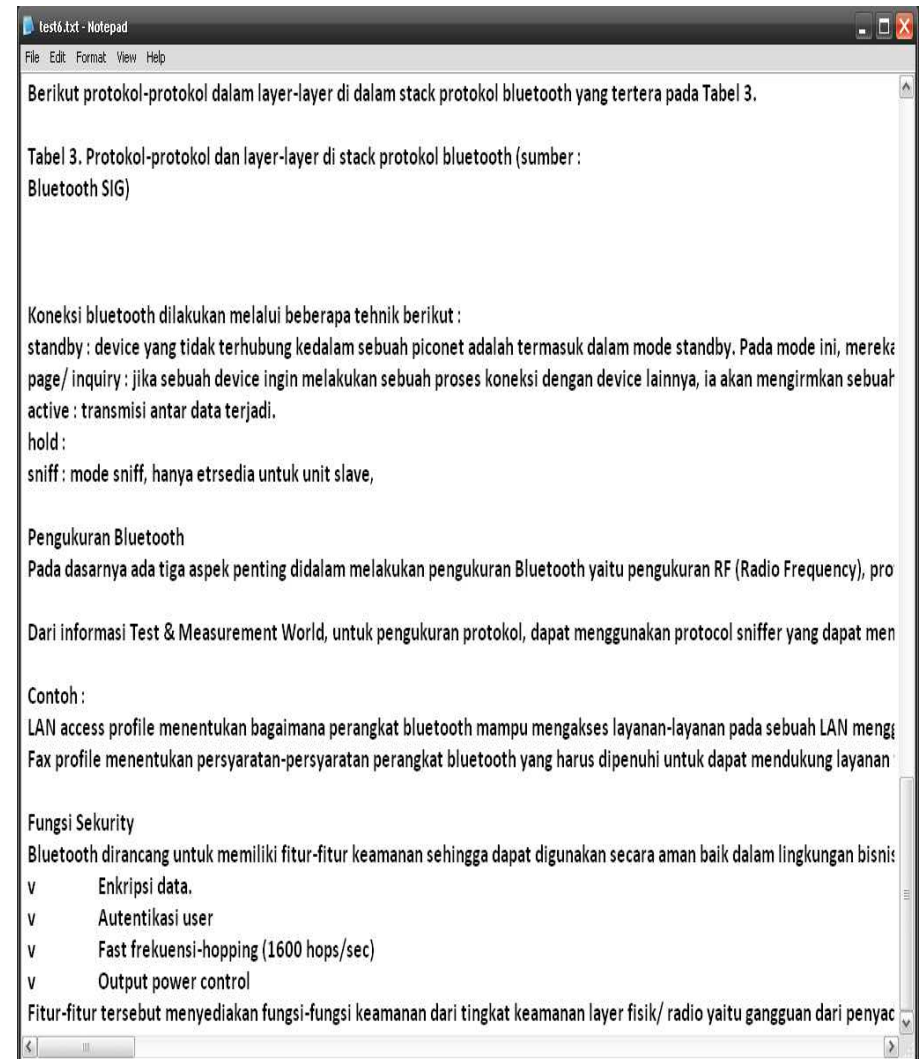 test6.txt - Notepad
File Edit Format View Help
Berikut protokol-protokol dalam layer-layer di dalam stack protokol bluetooth yang tertera pada Tabel 3.
Tabel 3. Protokol-protokol dan layer-layer di stack protokol bluetooth (sumber :
Bluetooth SIG)
Koneksi bluetooth dilakukan melalui beberapa tehnik berikut :
standby : device yang tidak terhubung kedalam sebuah piconet adalah termasuk dalam mode standby. Pada mode ini, mereka
page/ inquiry : jika sebuah device ingin melakukan sebuah proses koneksi dengan device lainnya, ia akan mengirmkan sebuah
active : transmisi antar data terjadi.
hold :
sniff : mode sniff, hanya etrsedia untuk unit slave,
Pengukuran Bluetooth
Pada dasarnya ada tiga aspek penting didalam melakukan pengukuran Bluetooth yaitu pengukuran RF (Radio Frequency), pro
Dari informasi Test & Measurement World, untuk pengukuran protokol, dapat menggunakan protocol sniffer yang dapat men
Contoh :
LAN access profile menentukan bagaimana perangkat bluetooth mampu mengakses layanan-layanan pada sebuah LAN mengg
Fax profile menentukan persyaratan-persyaratan perangkat bluetooth yang harus dipenuhi untuk dapat mendukung layanan
Fungsi Sekurity
Bluetooth dirancang untuk memiliki fitur-fitur keamanan sehingga dapat digunakan secara aman baik dalam lingkungan bisnis
v Enkripsi data.
v Autentikasi user
v Fast frekuensi-hopping (1600 hops/sec)
v Output power control
Fitur-fitur tersebut menyediakan fungsi-fungsi keamanan dari tingkat keamanan layer fisik/ radio yaitu gangguan dari penyad